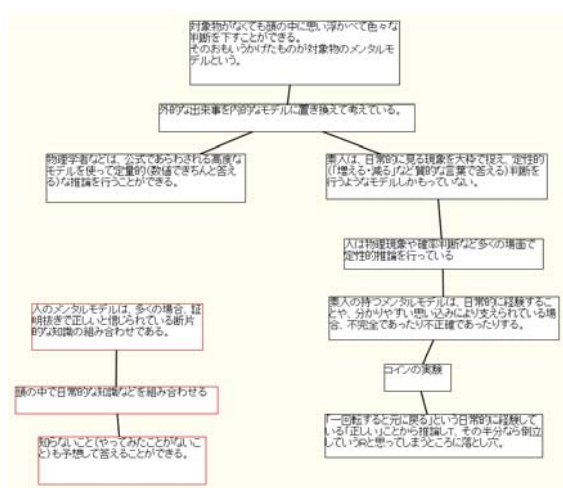 対象物がなくても頭の中に思い浮かべて色々な
判断を下すことができる。
そのおもいうかげたものが対象物のメンタルモ
デルという。
外的な出来事を内的なモデルに置き換えて考えている。
物理学者などは、公式であらわされる高度な
モデルを使って定量的(数値できちんと答え
る)な推論を行うことができる。
素人は、日常的に見る現象を大枠で捉え、定性的
(「増える・減る」など質的な言葉で答える)判断を
行うようなモデルしかもっていない。
人は物理現象や確率判断など多くの場面で
定性的推論を行っている
人のメンタルモデルは、多くの場合、証
明抜きで正しいと信じられている断片
的な知識の組み合わせである。
素人の持つメンタルモデルは、日常的に経験するこ
とや、分かりやすい思い込みにより支えられている場
合、不完全であったり不正確であったりする。
コインの実験
頭の中で日常的な知識などを組み合わせる
「一回転すると元に戻る」という日常的に経験して
いる「正しい」ことから推論し、その半分なら倒立
しているRと思ってしまうところに落とし穴。
知らないこと(やってみたことがないこ
と)も予想して答えることができる。